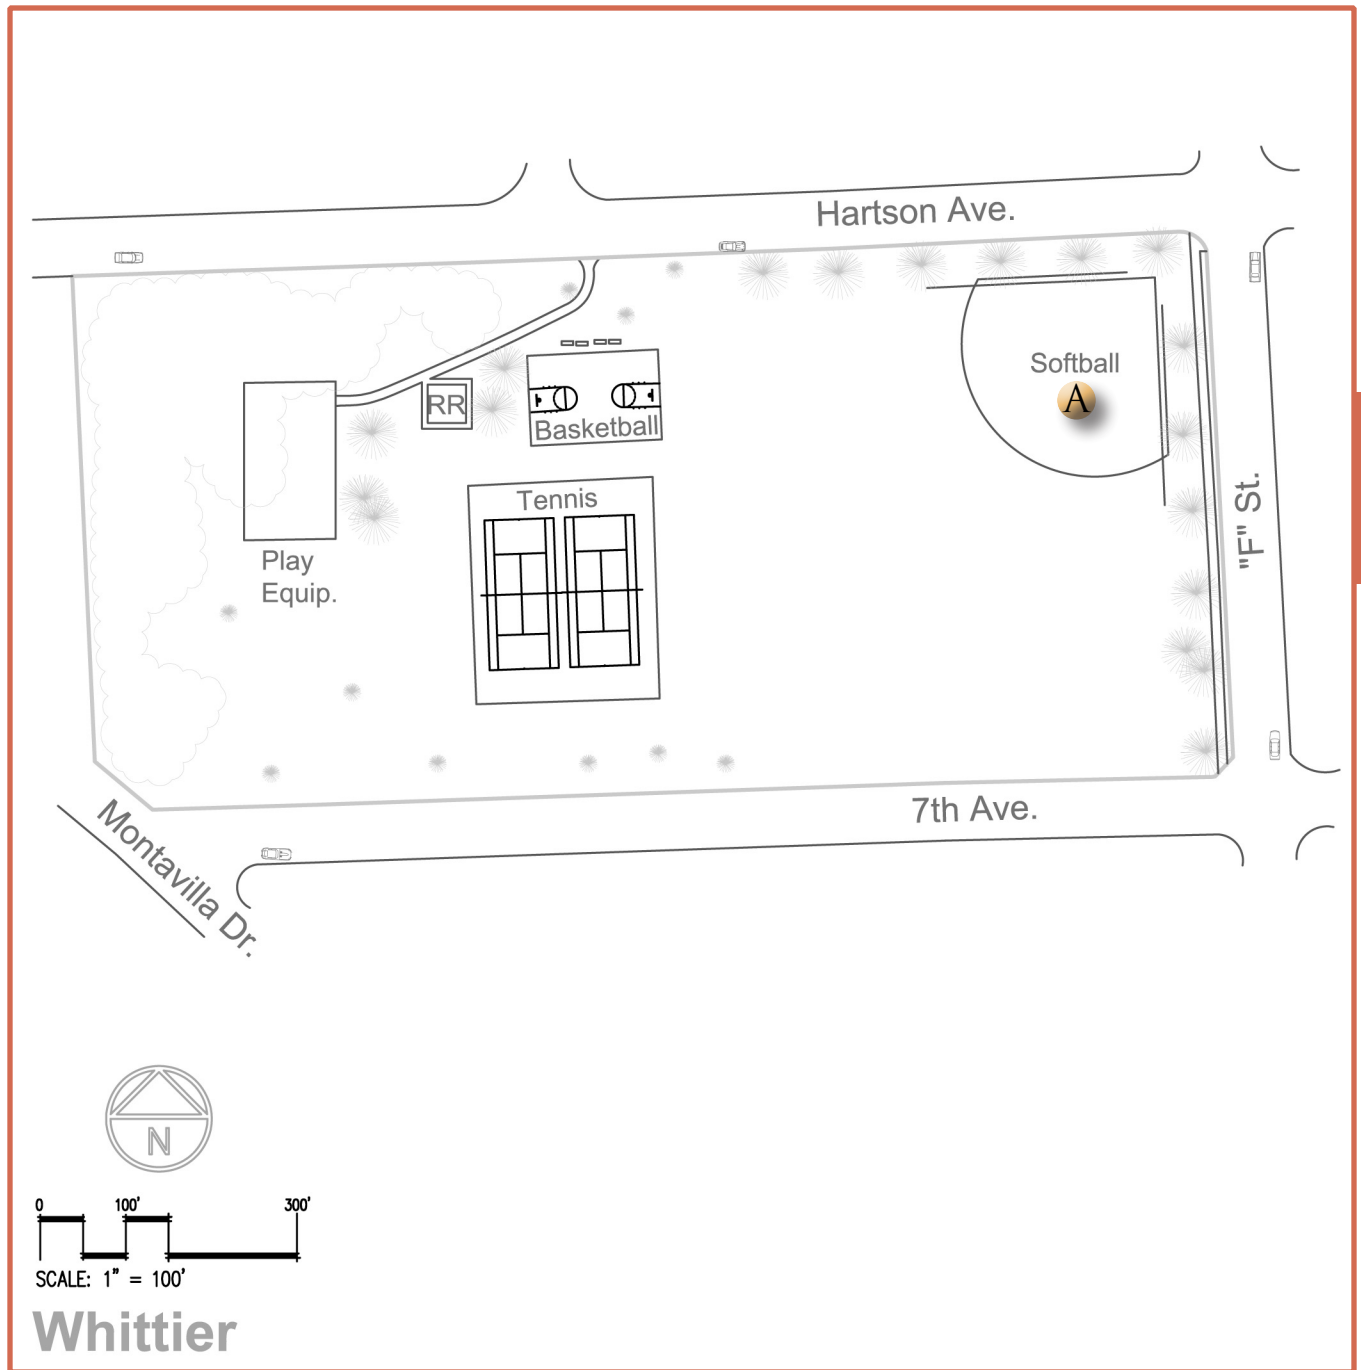 Hartson Ave.
Softball
A
RR
Basketball
Tennis
"F" St.
Play
Equip.
7th Ave.
Montavilla Dr.
N
0 100' 300'
SCALE: 1" = 100'
Whittier